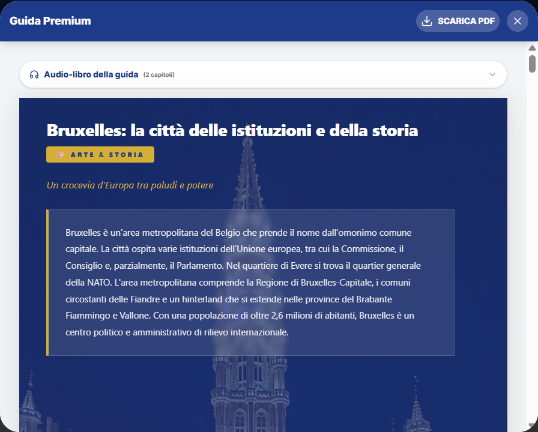 Guida Premium
SCARICA PDF
Audio-libro della guida (2 capitoli)
Bruxelles: la città delle istituzioni e della storia
ARTE & STORIA
Un crocevia d'Europa tra paludi e potere
Bruxelles è un'area metropolitana del Belgio che prende il nome dall'omonimo comune
capitale. La città ospita varie istituzioni dell'Unione europea, tra cui la Commissione, il
Consiglio e, parzialmente, il Parlamento. Nel quartiere di Evere si trova il quartier generale
della NATO. L'area metropolitana comprende la Regione di Bruxelles-Capitale, i comuni
circostanti delle Fiandre e un hinterland che si estende nelle province del Brabante
Fiammingo e Vallone. Con una popolazione di oltre 2,6 milioni di abitanti, Bruxelles è un
centro politico e amministrativo di rilievo internazionale.